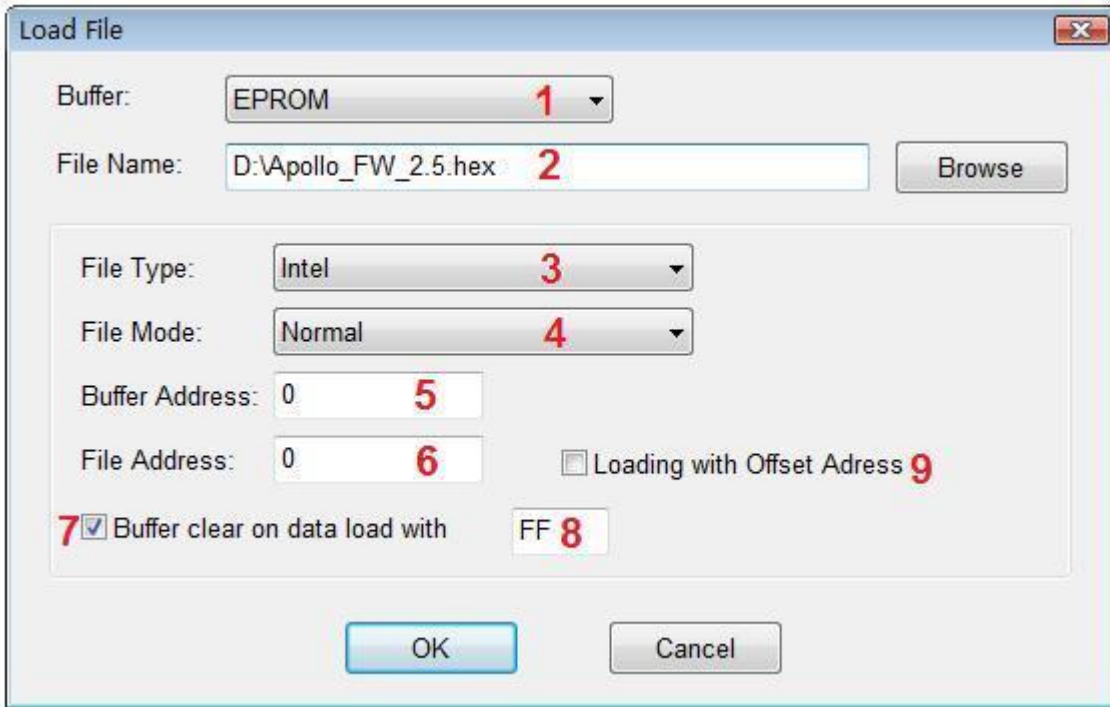 Load File
Buffer: EPROM 1
File Name: D:\Apollo_FW_2.5.hex 2 Browse
File Type: Intel 3
File Mode: Normal 4
Buffer Address: 0 5
File Address: 0 6 Loading with Offset Adress 9
7 Buffer clear on data load with FF 8
OK Cancel